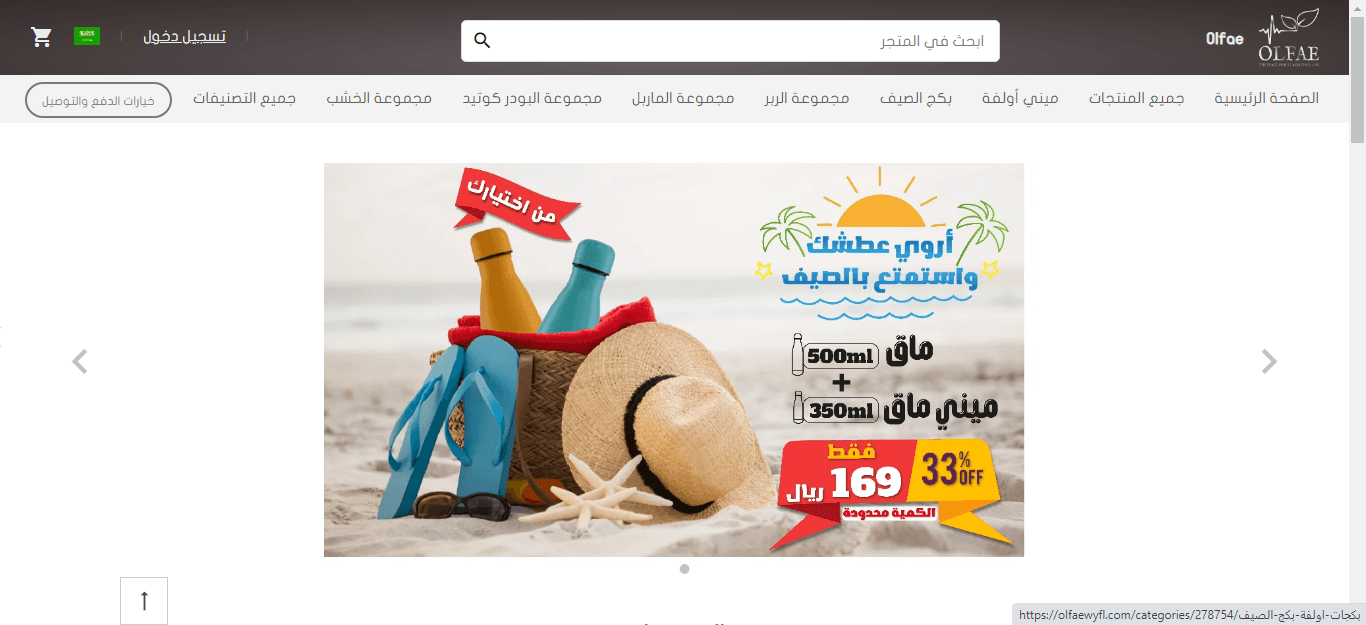 Olfae
OLFAE
ابحث في المتجر
تسجيل دخول
الصفحة الرئيسية
جميع المنتجات
ميني أولفة
بكج الصيف
مجموعة الربر
مجموعة الماربل
مجموعة البودر كوتيد
مجموعة الخشب
جميع التصنيفات
خيارات الدفع والتوصيل
من اختيارك
أروي عطشك
واستمتع بالصيف
ماق 500ml
+
ميني ماق 350ml
33% OFF
فقط
169 ريال
الكمية محدودة
https://olfaewyfl.com/categories/278754/بكجات-اولفة-بكج-الصيف